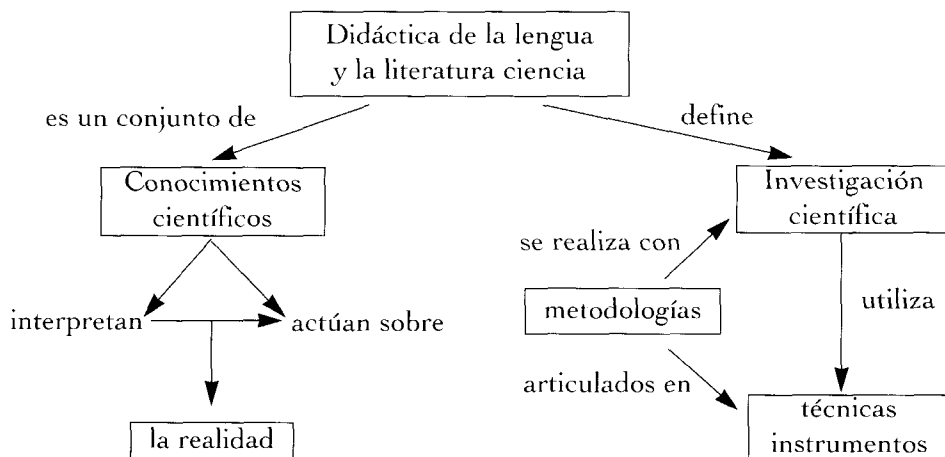 Didáctica de la lengua
y la literatura ciencia
es un conjunto de
define
Conocimientos
científicos
Investigación
científica
se realiza con
interpretan
actúan sobre
metodologías
utiliza
articulados en
la realidad
técnicas
instrumentos